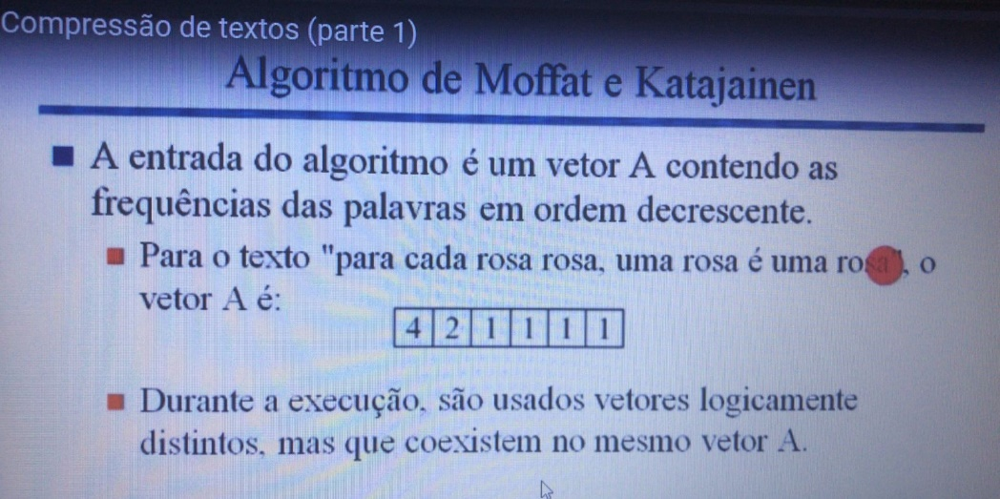 Compressão de textos (parte 1)
Algoritmo de Moffat e Katajainen
A entrada do algoritmo é um vetor A contendo as
frequências das palavras em ordem decrescente.
Para o texto "para cada rosa rosa, uma rosa é uma rosa", o
vetor A é:
4 2 1 1 1 1
Durante a execução, são usados vetores logicamente
distintos, mas que coexistem no mesmo vetor A.